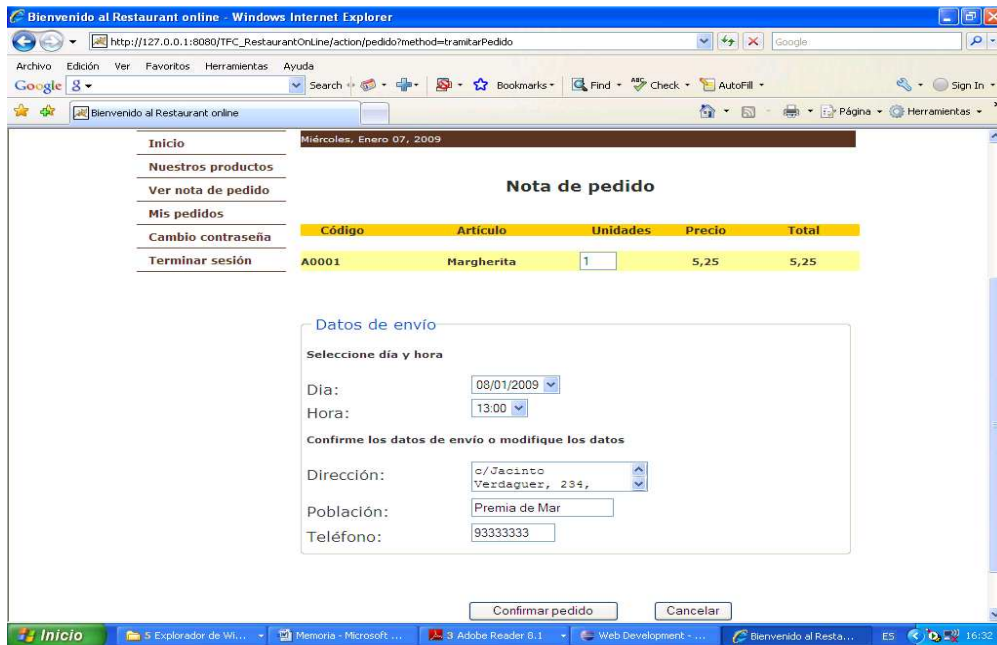 Bienvenido al Restaurant online - Windows Internet Explorer
http://127.0.0.1:8080/TFC_RestaurantOnLine/action/pedido?method=tramitarPedido
Google
Archivo Edición Ver Favoritos Herramientas Ayuda
Google Search Bookmarks Find Check AutoFill Sign In
Bienvenido al Restaurant online Página Herramientas
Inicio
Nuestros productos
Ver nota de pedido
Mis pedidos
Cambio contraseña
Terminar sesión
Miércoles, Enero 07, 2009
Nota de pedido
Código Artículo Unidades Precio Total
A0001 Margherita 1 5,25 5,25
Datos de envío
Seleccione día y hora
Dia: 08/01/2009
Hora: 13:00
Confirme los datos de envío o modifique los datos
Dirección: c/Jacinto
Verdaguer, 234,
Población: Premia de Mar
Teléfono: 93333333
Confirmar pedido Cancelar
Inicio 5 Explorador de Wi... Memoria - Microsoft ... 3 Adobe Reader 8.1 Web Development - ... Bienvenido al Resta... ES 16:32